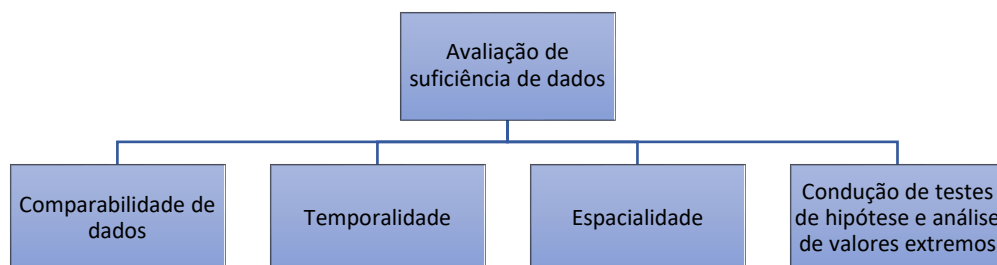 Avaliação de
suficiência de dados
Comparabilidade de
dados
Temporalidade
Espacialidade
Condução de testes
de hipótese e análise
de valores extremos